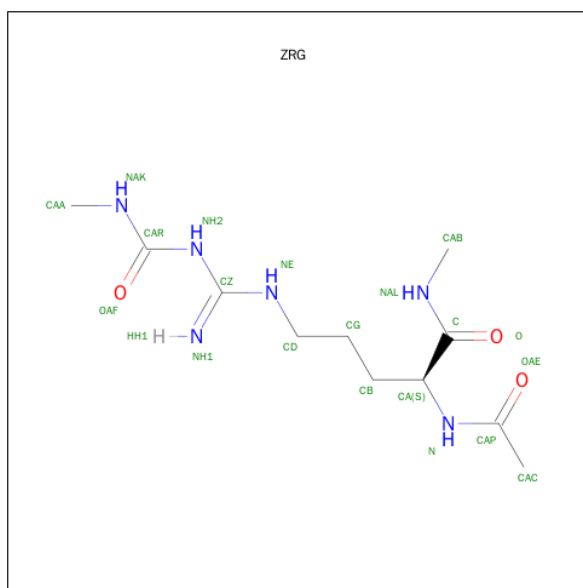 ZRG
H NAK
CAA N
H NH2
CAR N
CAB
H NE
CZ N
O
OAF
HN
NAL
CG C
HH1 H N O O
NH1 CD OAE
O
CB
CA(S)
N
H
N CAP
CAC